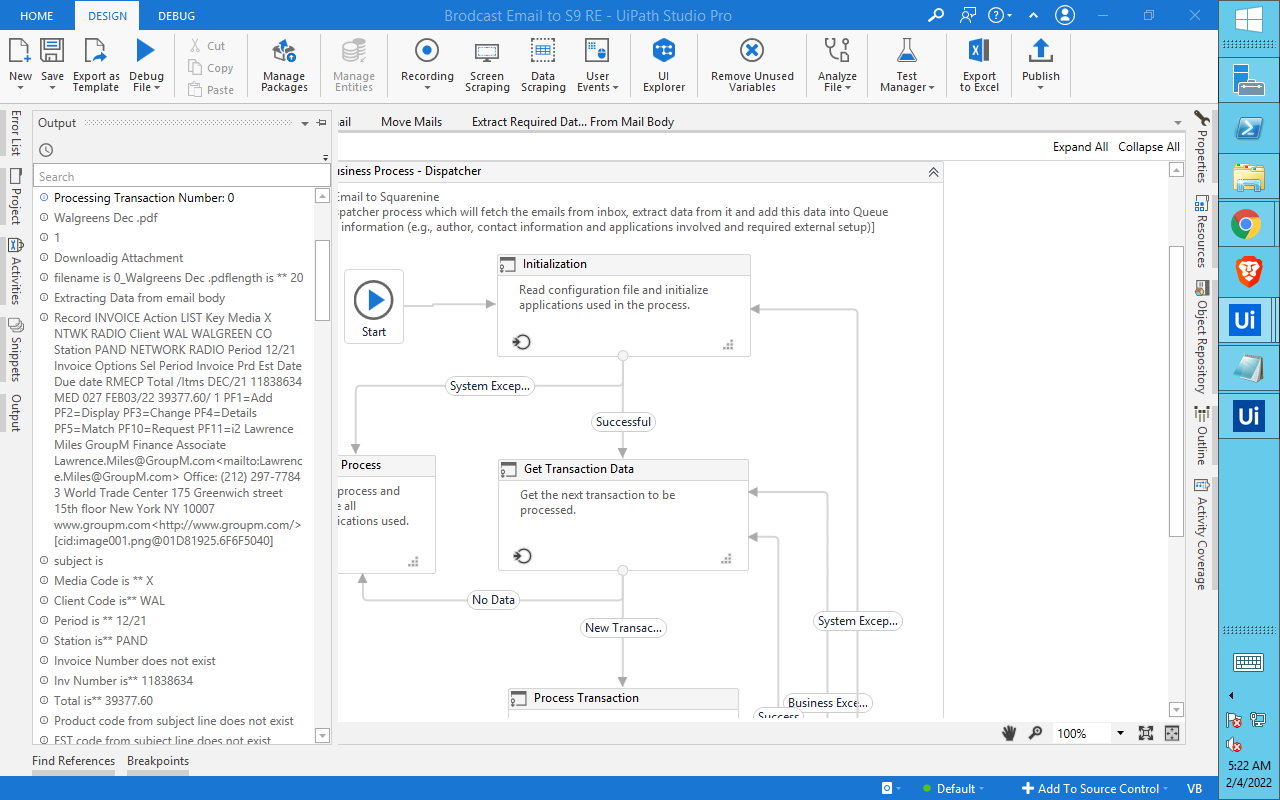 HOME
DESIGN
DEBUG
Brodcast Email to S9 RE - UiPath Studio Pro
New
Save
Export as
Template
Debug
File
Cut
Copy
Paste
Manage
Packages
Manage
Entities
Recording
Screen
Scraping
Data
Scraping
User
Events
UI
Explorer
Remove Unused
Variables
Analyze
File
Test
Manager
Export
to Excel
Publish
Error List
Project
Activities
Snippets
Output
Output
Search
Processing Transaction Number: 0
Walgreens Dec .pdf
1
Downloadig Attachment
filename is 0_Walgreens Dec .pdflength is ** 20
Extracting Data from email body
Record INVOICE Action LIST Key Media X
NTWK RADIO Client WAL WALGREEN CO
Station PAND NETWORK RADIO Period 12/21
Invoice Options Sel Period Invoice Prd Est Date
Due date RMECP Total /Itms DEC/21 11838634
MED 027 FEB03/22 39377.60/ 1 PF1=Add
PF2=Display PF3=Change PF4=Details
PF5=Match PF10=Request PF11=i2 Lawrence
Miles GroupM Finance Associate
Lawrence.Miles@GroupM.com<mailto:Lawrenc
e.Miles@GroupM.com> Office: (212) 297-7784
3 World Trade Center 175 Greenwich street
15th floor New York NY 10007
www.groupm.com<http://www.groupm.com/>
[cid:image001.png@01D81925.6F6F5040]
subject is
Media Code is ** X
Client Code is** WAL
Period is ** 12/21
Station is** PAND
Invoice Number does not exist
Inv Number is** 11838634
Total is** 39377.60
Product code from subject line does not exist
EST code from subject line does not exist
Find References
Breakpoints
ail
Move Mails
Extract Required Dat... From Mail Body
Expand All
Collapse All
usiness Process - Dispatcher
Email to Squarenine
spatcher process which will fetch the emails from inbox, extract data from it and add this data into Queue
information (e.g., author, contact information and applications involved and required external setup)]
Start
Initialization
Read configuration file and initialize
applications used in the process.
System Excep...
Successful
Process
process and
e all
ications used.
Get Transaction Data
Get the next transaction to be
processed.
No Data
New Transac...
System Excep...
Business Exce...
Success
Process Transaction
100%
Properties
Resources
Object Repository
Outline
Activity Coverage
Default
Add To Source Control
VB
Ui
Ui
5:22 AM
2/4/2022